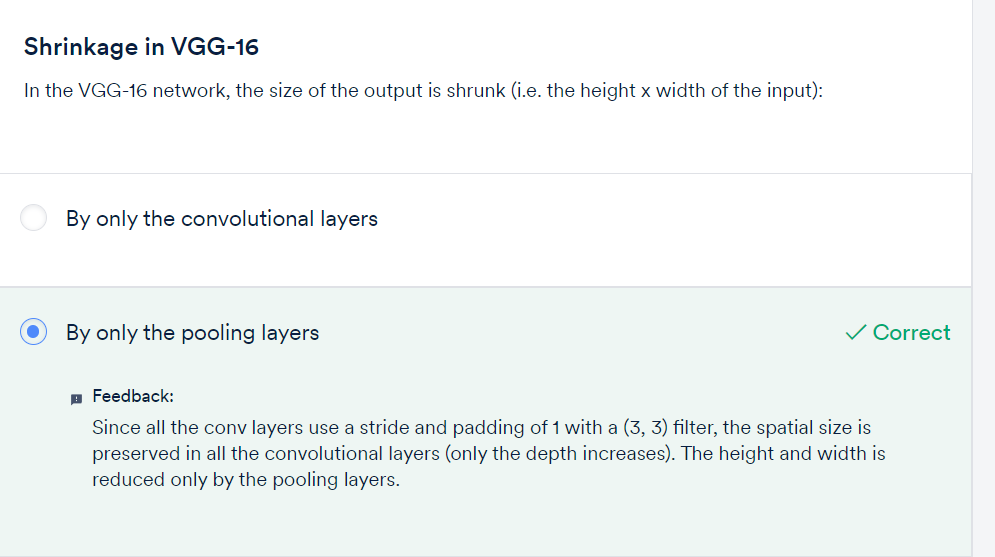 Shrinkage in VGG-16
In the VGG-16 network, the size of the output is shrunk (i.e. the height x width of the input):
By only the convolutional layers
By only the pooling layers
Correct
Feedback:
Since all the conv layers use a stride and padding of 1 with a (3, 3) filter, the spatial size is
preserved in all the convolutional layers (only the depth increases). The height and width is
reduced only by the pooling layers.